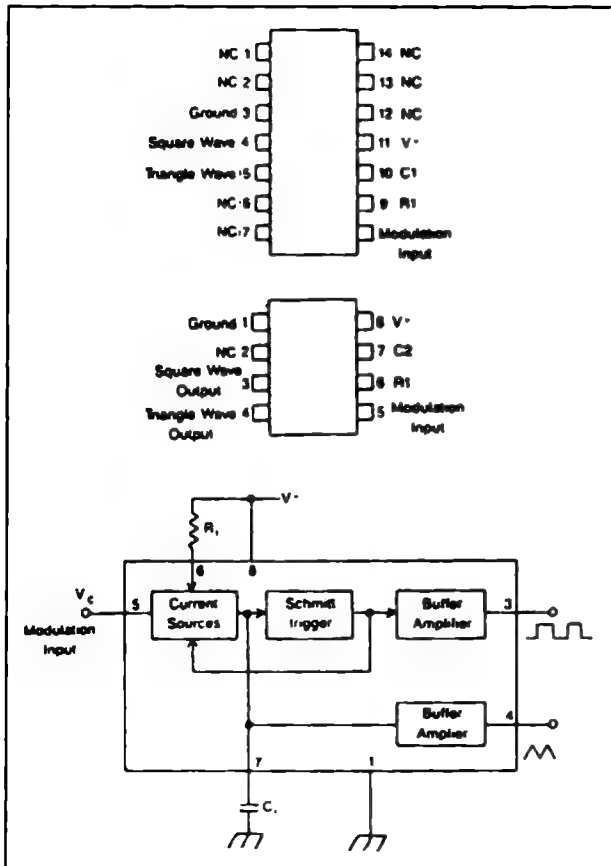 NC 1
14 NC
NC 2
13 NC
Ground 3
12 NC
Square Wave 4
11 V-
Triangle Wave 5
10 C1
NC 6
9 R1
NC 7
Modulation
Input
Ground 1
8 V-
NC 2
7 C2
Square Wave
Output 3
6 R1
Triangle Wave 4
Output
5 Modulation
Input
V-
R1
6
8
Vc
5
Modulation
Input
Current
Sources
Schmitt
trigger
Buffer
Amplifier
3
Buffer
Amplier
4
7
1
C1